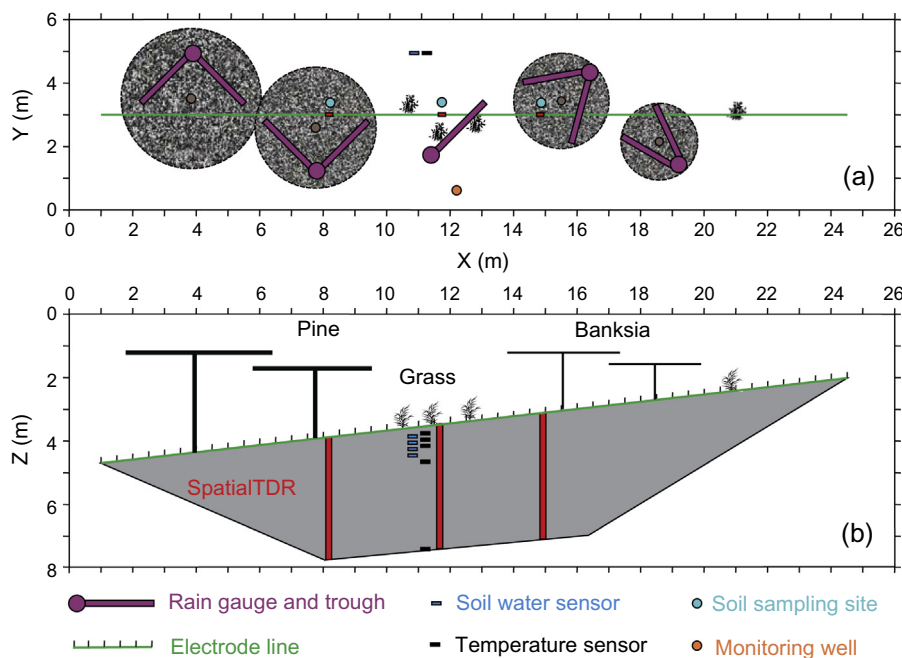 6
4
2
0
Y (m)
(a)
0 2 4 6 8 10 12 14 16 18 20 22 24 26
X (m)
0 2 4 6 8 10 12 14 16 18 20 22 24 26
0
2
4
6
8
Z (m)
Pine
Banksia
Grass
SpatialTDR
(b)
Rain gauge and trough
Soil water sensor
Soil sampling site
Electrode line
Temperature sensor
Monitoring well